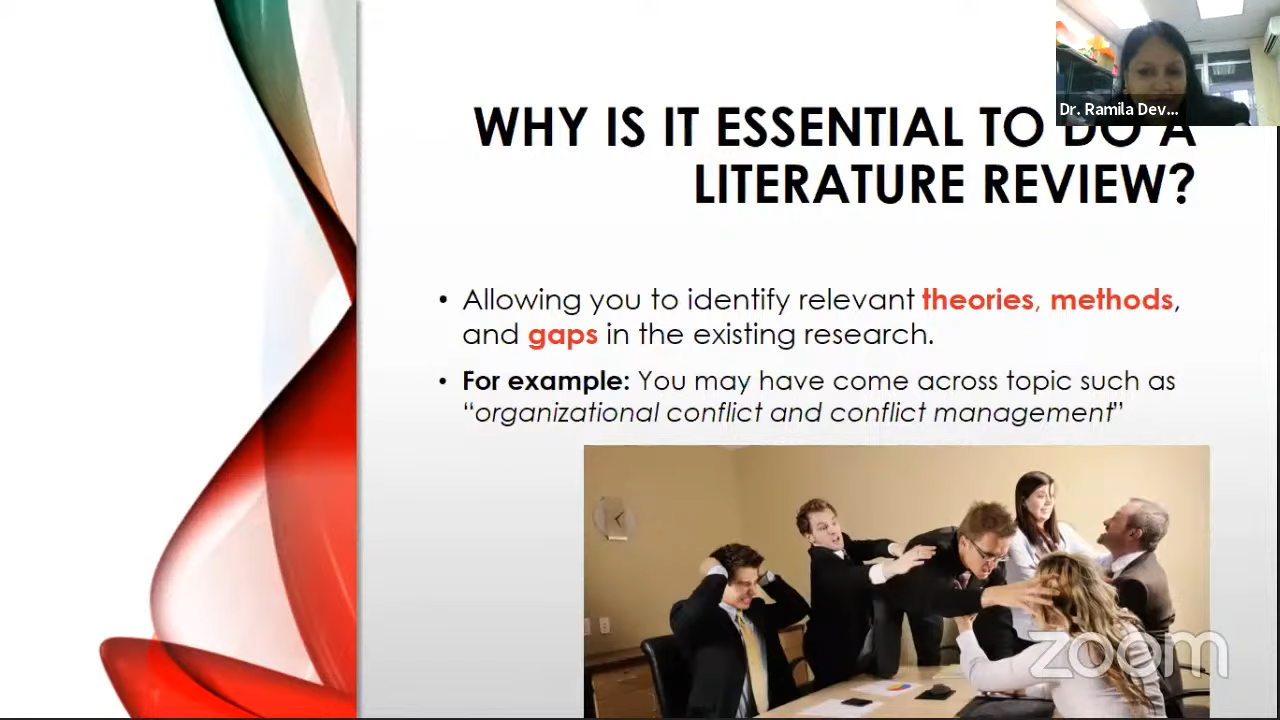 Dr. Ramila Dev...
WHY IS IT ESSENTIAL TO DO A
LITERATURE REVIEW?
• Allowing you to identify relevant theories, methods,
and gaps in the existing research.
• For example: You may have come across topic such as
“organizational conflict and conflict management”
zoom